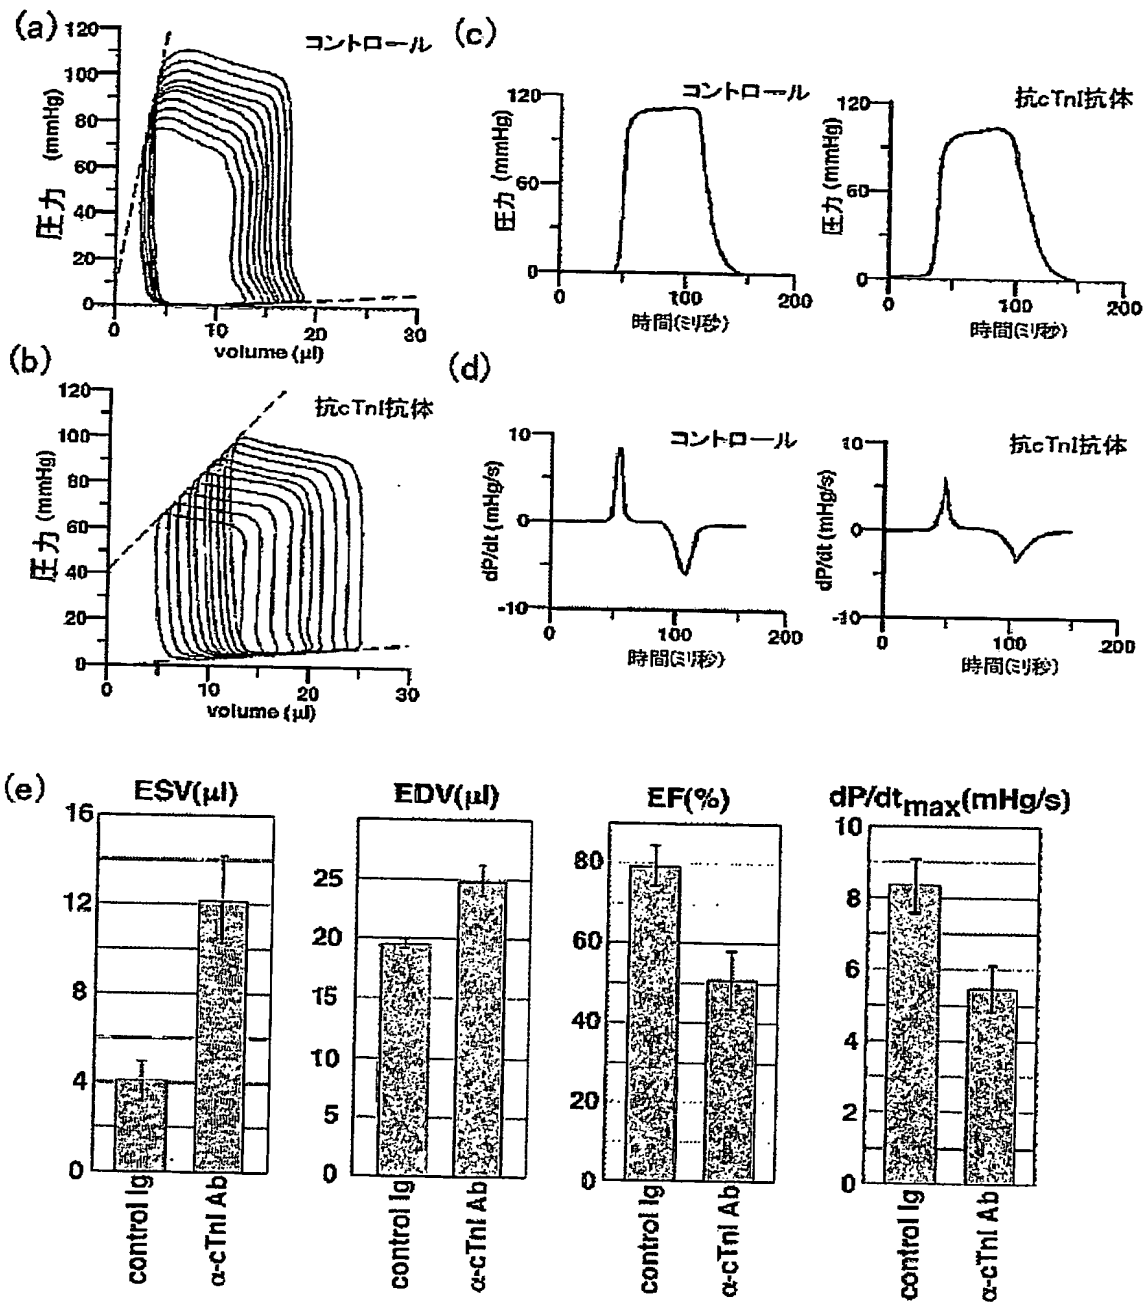 (a)
コントロール
圧力 (mmHg)
120
100
80
60
40
20
0
0 10 20 30
volume (μl)
(b)
抗cTnI抗体
圧力 (mmHg)
120
100
80
60
40
20
0
0 10 20 30
volume (μl)
(c)
コントロール
圧力 (mmHg)
120
60
0
0 100 200
時間(ミリ秒)
抗cTnI抗体
圧力 (mmHg)
120
60
0
0 100 200
時間(ミリ秒)
(d)
コントロール
dP/dt (mHg/s)
10
0
-10
0 100 200
時間(ミリ秒)
抗cTnI抗体
dP/dt (mHg/s)
10
0
-10
0 100 200
時間(ミリ秒)
(e)
ESV(μl)
16
12
8
4
0
control Ig
α-cTnI Ab
EDV(μl)
25
20
15
10
5
0
control Ig
α-cTnI Ab
EF(%)
80
60
40
20
0
control Ig
α-cTnI Ab
dP/dtmax(mHg/s)
10
8
6
4
2
0
control Ig
α-cTnI Ab